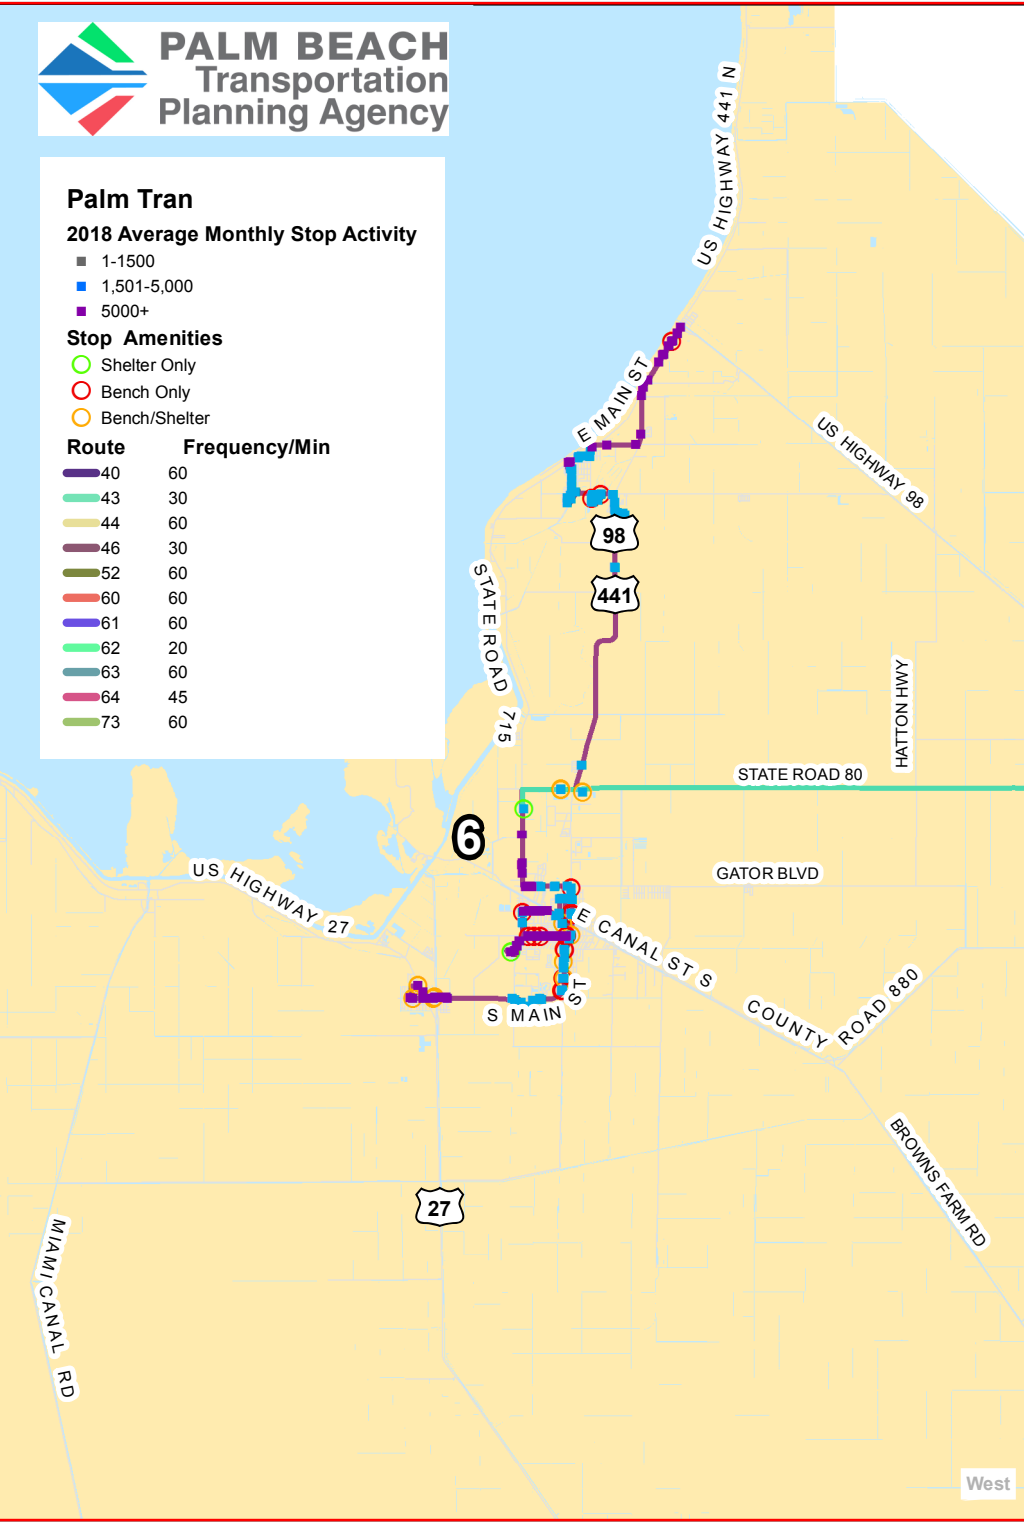 PALM BEACH
Transportation
Planning Agency
Palm Tran
2018 Average Monthly Stop Activity
1-1500
1,501-5,000
5000+
Stop Amenities
Shelter Only
Bench Only
Bench/Shelter
Route Frequency/Min
40 60
43 30
44 60
46 30
52 60
60 60
61 60
62 20
63 60
64 45
73 60
US HIGHWAY 441 N
E MAIN ST
US HIGHWAY 98
98
441
STATE ROAD 715
HATTON HWY
STATE ROAD 80
6
US HIGHWAY 27
GATOR BLVD
E CANAL ST S
S MAIN ST
COUNTY ROAD 880
BROWNS FARM RD
27
MIAMI CANAL RD
West